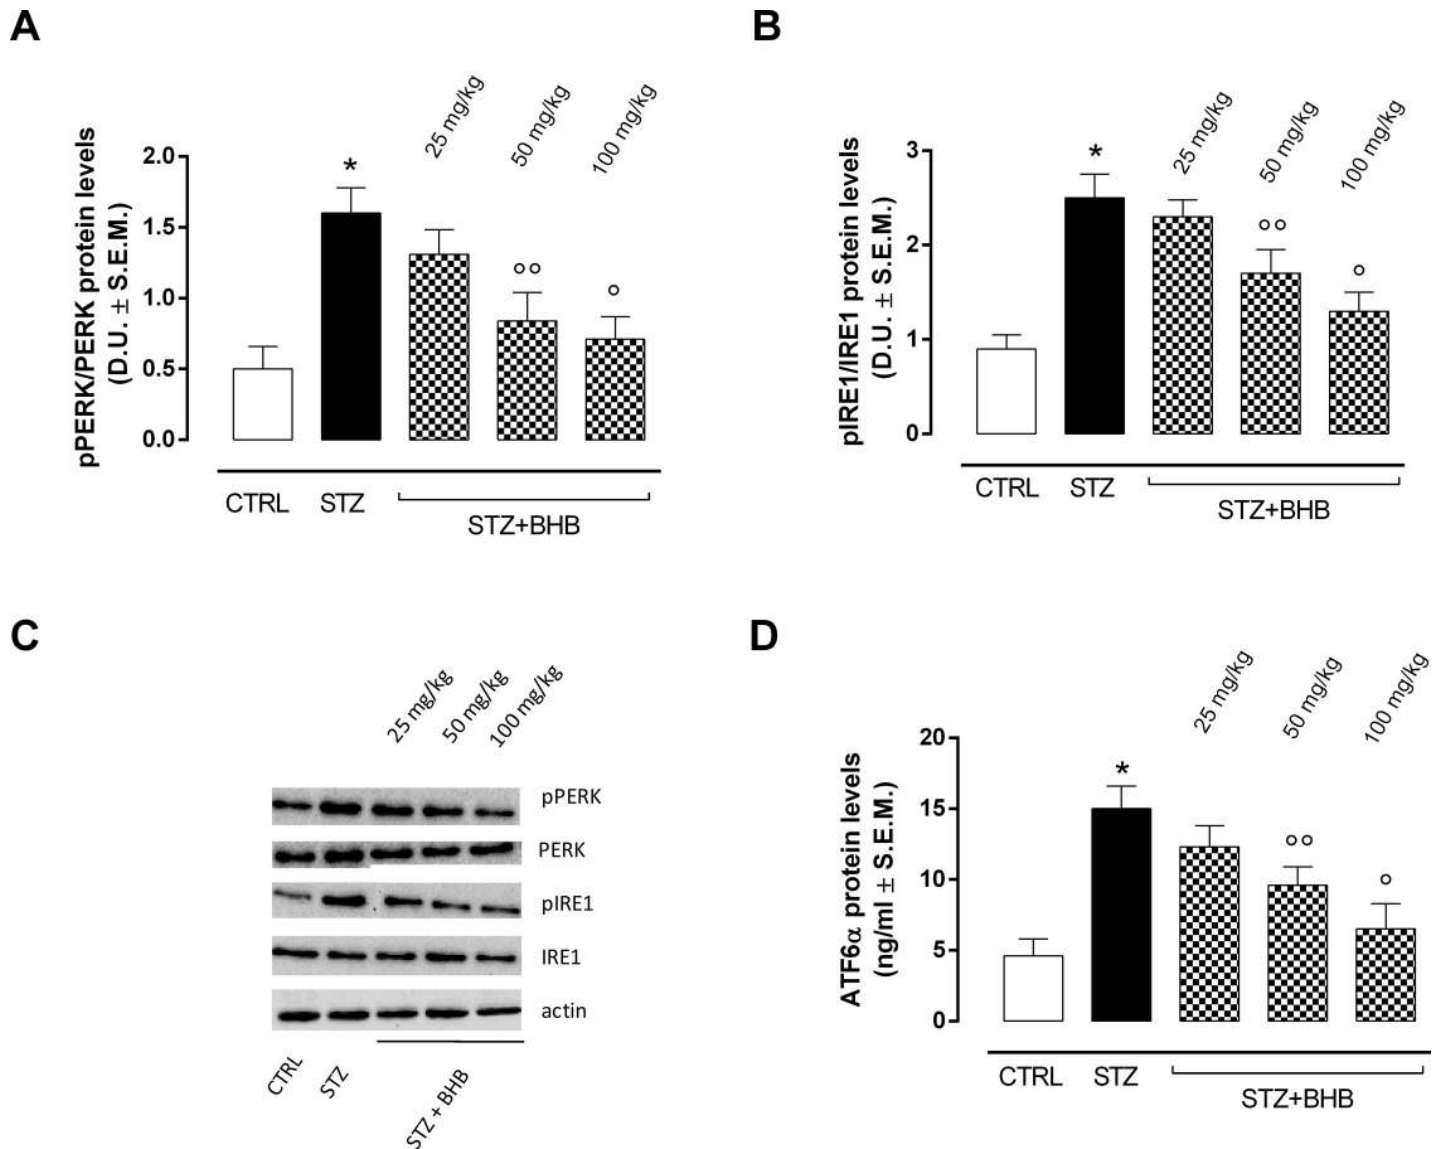 A
25 mg/kg
50 mg/kg
100 mg/kg
pPERK/PERK protein levels
(D.U. ± S.E.M.)
2.0
1.5
1.0
0.5
0.0
*
°°
°
CTRL
STZ
STZ+BHB
B
25 mg/kg
50 mg/kg
100 mg/kg
pIRE1/IRE1 protein levels
(D.U. ± S.E.M.)
3
2
1
0
*
°°
°
CTRL
STZ
STZ+BHB
C
25 mg/kg
50 mg/kg
100 mg/kg
pPERK
PERK
pIRE1
IRE1
actin
CTRL
STZ
STZ + BHB
D
25 mg/kg
50 mg/kg
100 mg/kg
ATF6α protein levels
(ng/ml ± S.E.M.)
20
15
10
5
0
*
°°
°
CTRL
STZ
STZ+BHB